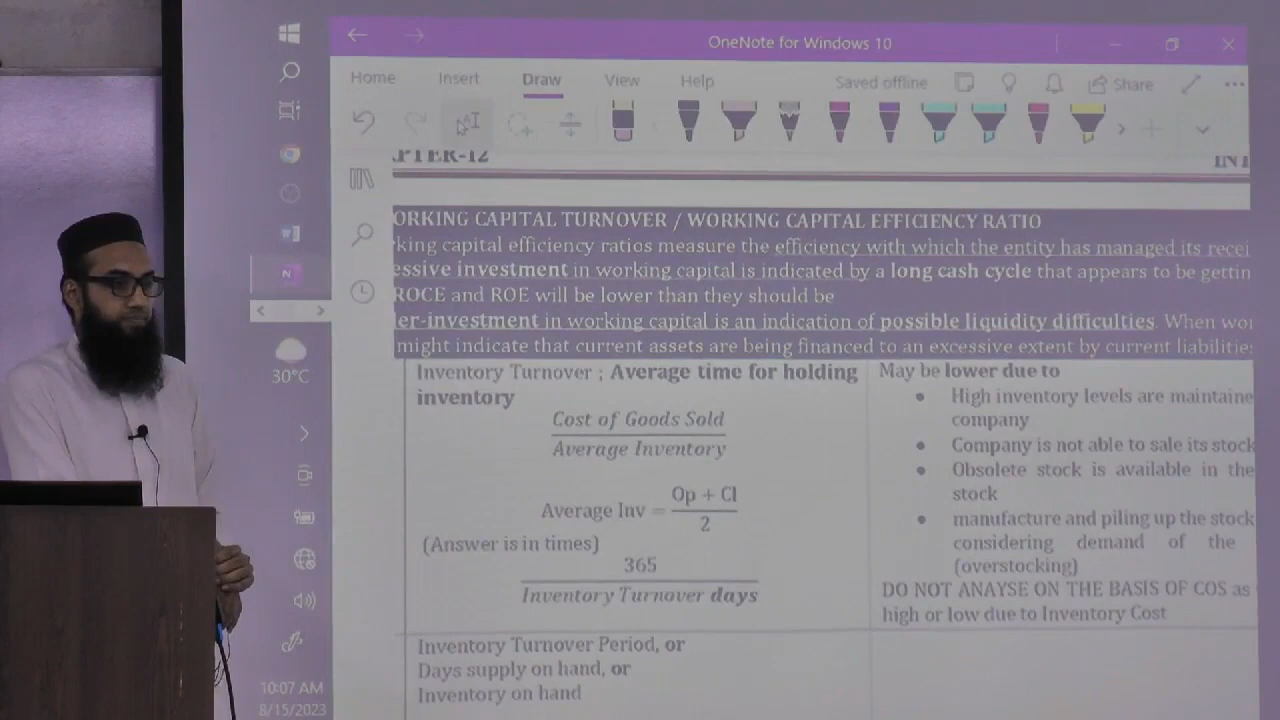 OneNote for Windows 10
Home Insert Draw View Help Saved offline Share
PTER-12
ORKING CAPITAL TURNOVER / WORKING CAPITAL EFFICIENCY RATIO
king capital efficiency ratios measure the efficiency with which the entity has managed its recei
essive investment in working capital is indicated by a long cash cycle that appears to be gettin
ROCE and ROE will be lower than they should be
er-investment in working capital is an indication of possible liquidity difficulties. When wor
might indicate that current assets are being financed to an excessive extent by current liabilities
Inventory Turnover ; Average time for holding
inventory
Cost of Goods Sold
Average Inventory
Average Inv = Op + Cl
2
(Answer is in times)
365
Inventory Turnover days
Inventory Turnover Period, or
Days supply on hand, or
Inventory on hand
May be lower due to
• High inventory levels are maintaine
company
• Company is not able to sale its stock
• Obsolete stock is available in the
stock
• manufacture and piling up the stock
considering demand of the
(overstocking)
DO NOT ANAYSE ON THE BASIS OF COS as
high or low due to Inventory Cost
30°C
10:07 AM
8/15/2023